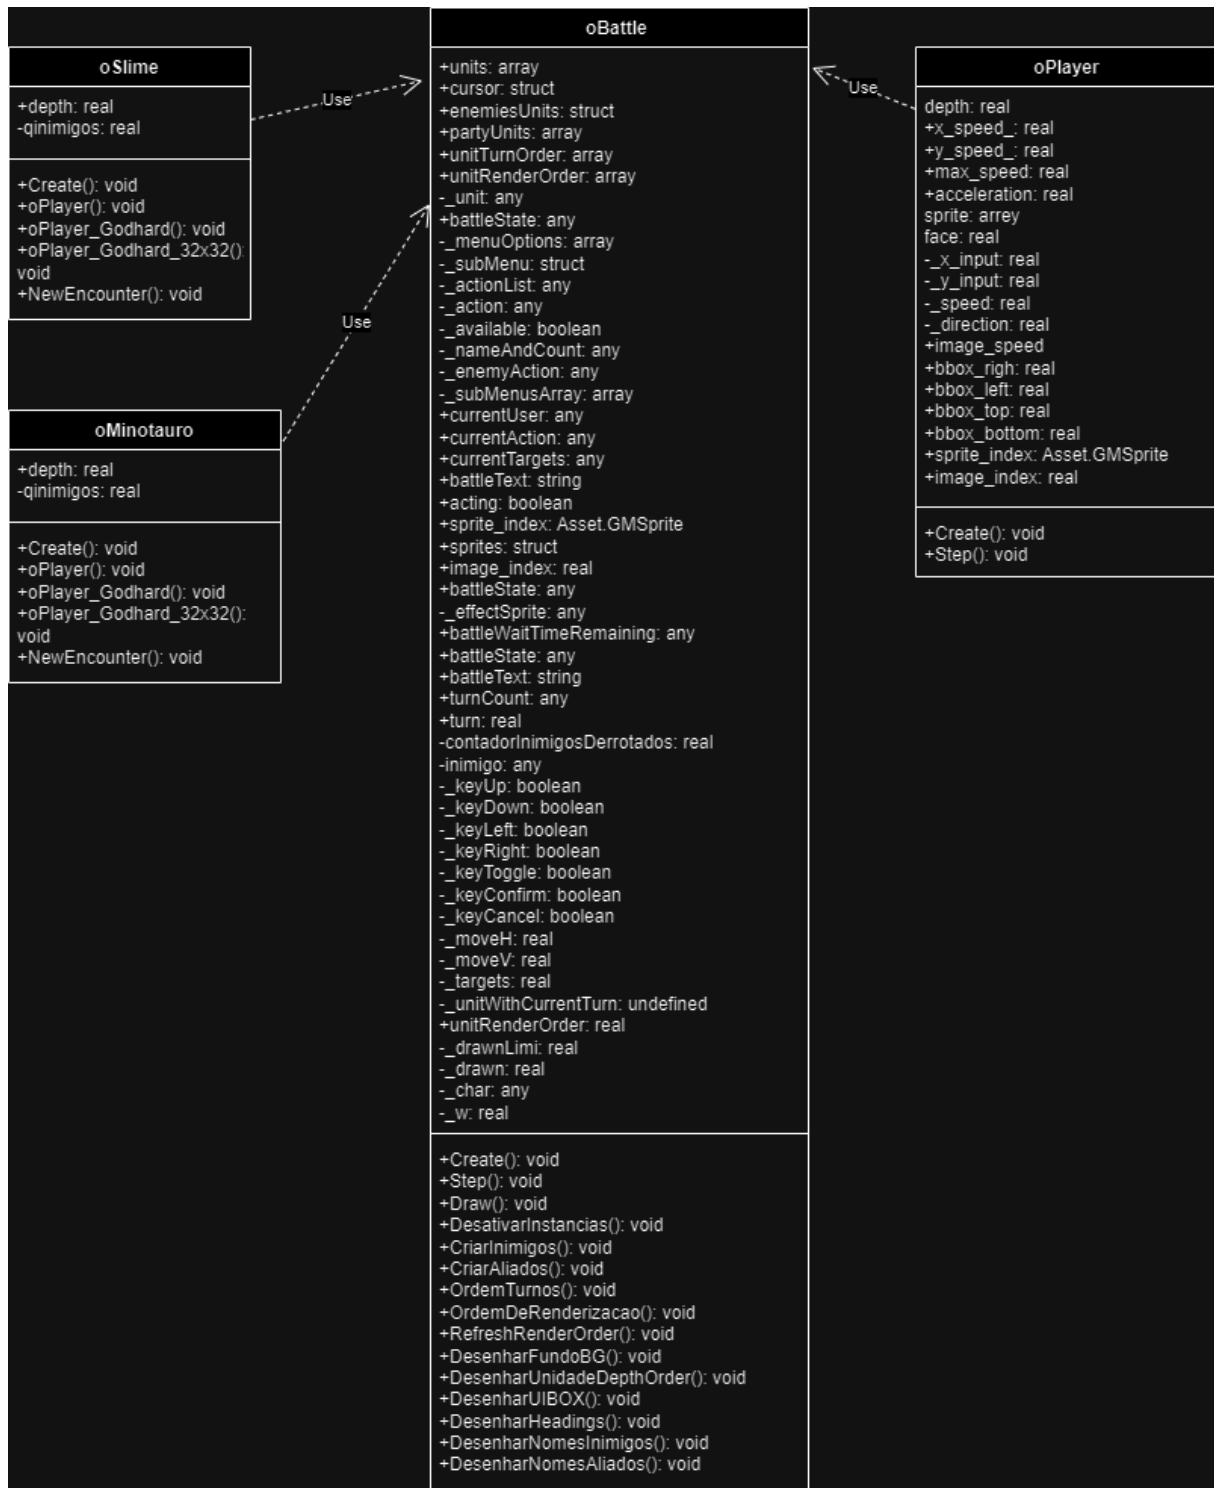 oSlime
+depth: real
-qinimigos: real
+Create(): void
+oPlayer(): void
+oPlayer_Godhard(): void
+oPlayer_Godhard_32x32():
void
+NewEncounter(): void
Use
oMinotauro
+depth: real
-qinimigos: real
+Create(): void
+oPlayer(): void
+oPlayer_Godhard(): void
+oPlayer_Godhard_32x32():
void
+NewEncounter(): void
Use
oBattle
+units: array
+cursor: struct
+enemiesUnits: struct
+partyUnits: array
+unitTurnOrder: array
+unitRenderOrder: array
-_unit: any
+battleState: any
-_menuOptions: array
-_subMenu: struct
-_actionList: any
-_action: any
-_available: boolean
-_nameAndCount: any
-_enemyAction: any
-_subMenusArray: array
+currentUser: any
+currentAction: any
+currentTargets: any
+battleText: string
+acting: boolean
+sprite_index: Asset.GMSprite
+sprites: struct
+image_index: real
+battleState: any
-_effectSprite: any
+battleWaitTimeRemaining: any
+battleState: any
+battleText: string
+turnCount: any
+turn: real
-contadorInimigosDerrotados: real
-inimigo: any
-_keyUp: boolean
-_keyDown: boolean
-_keyLeft: boolean
-_keyRight: boolean
-_keyToggle: boolean
-_keyConfirm: boolean
-_keyCancel: boolean
-_moveH: real
-_moveV: real
-_targets: real
-_unitWithCurrentTurn: undefined
+unitRenderOrder: real
-_drawnLimi: real
-_drawn: real
-_char: any
-_w: real
+Create(): void
+Step(): void
+Draw(): void
+DesativarInstancias(): void
+CriarInimigos(): void
+CriarAliados(): void
+OrdemTurnos(): void
+OrdemDeRenderizacao(): void
+RefreshRenderOrder(): void
+DesenharFundoBG(): void
+DesenharUnidadeDepthOrder(): void
+DesenharUIBOX(): void
+DesenharHeadings(): void
+DesenharNomesInimigos(): void
+DesenharNomesAliados(): void
Use
oPlayer
depth: real
+x_speed_: real
+y_speed_: real
+max_speed: real
+acceleration: real
sprite: arrey
face: real
-_x_input: real
-_y_input: real
-_speed: real
-_direction: real
+image_speed
+bbox_righ: real
+bbox_left: real
+bbox_top: real
+bbox_bottom: real
+sprite_index: Asset.GMSprite
+image_index: real
+Create(): void
+Step(): void